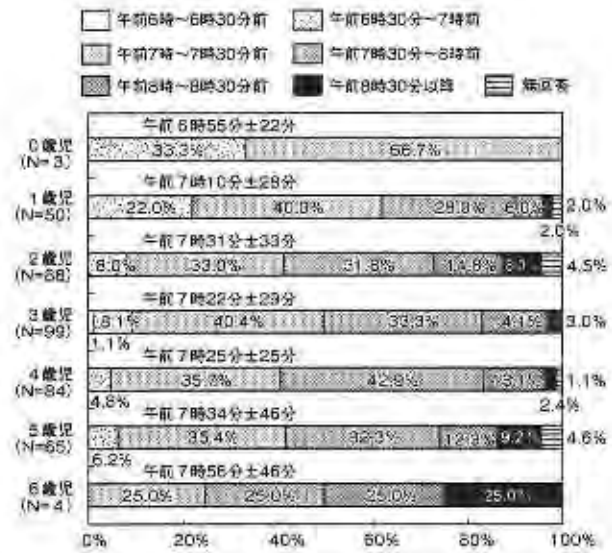 午前6時～6時30分前 午前6時30分～7時前
午前7時～7時30分前 午前7時30分～8時前
午前8時～8時30分前 午前8時30分以降 無回答
午前6時55分±22分
0歳児
(N=3)
33.3% 66.7%
午前7時10分±28分
1歳児
(N=50)
22.0% 40.0% 28.0% 6.0% 2.0%
2.0%
午前7時31分±33分
2歳児
(N=88)
8.0% 33.0% 31.8% 14.8% 4.5%
午前7時22分±29分
3歳児
(N=99)
8.1% 40.4% 33.3% 3.0%
1.1%
午前7時25分±25分
4歳児
(N=84)
35.7% 42.9% 13.1% 1.1%
4.8% 2.4%
午前7時34分±46分
5歳児
(N=65)
35.4% 32.3% 12.3% 9.2% 4.6%
6.2%
午前7時56分±46分
6歳児
(N=4)
25.0% 25.0% 25.0% 25.0%
0% 20% 40% 60% 80% 100%